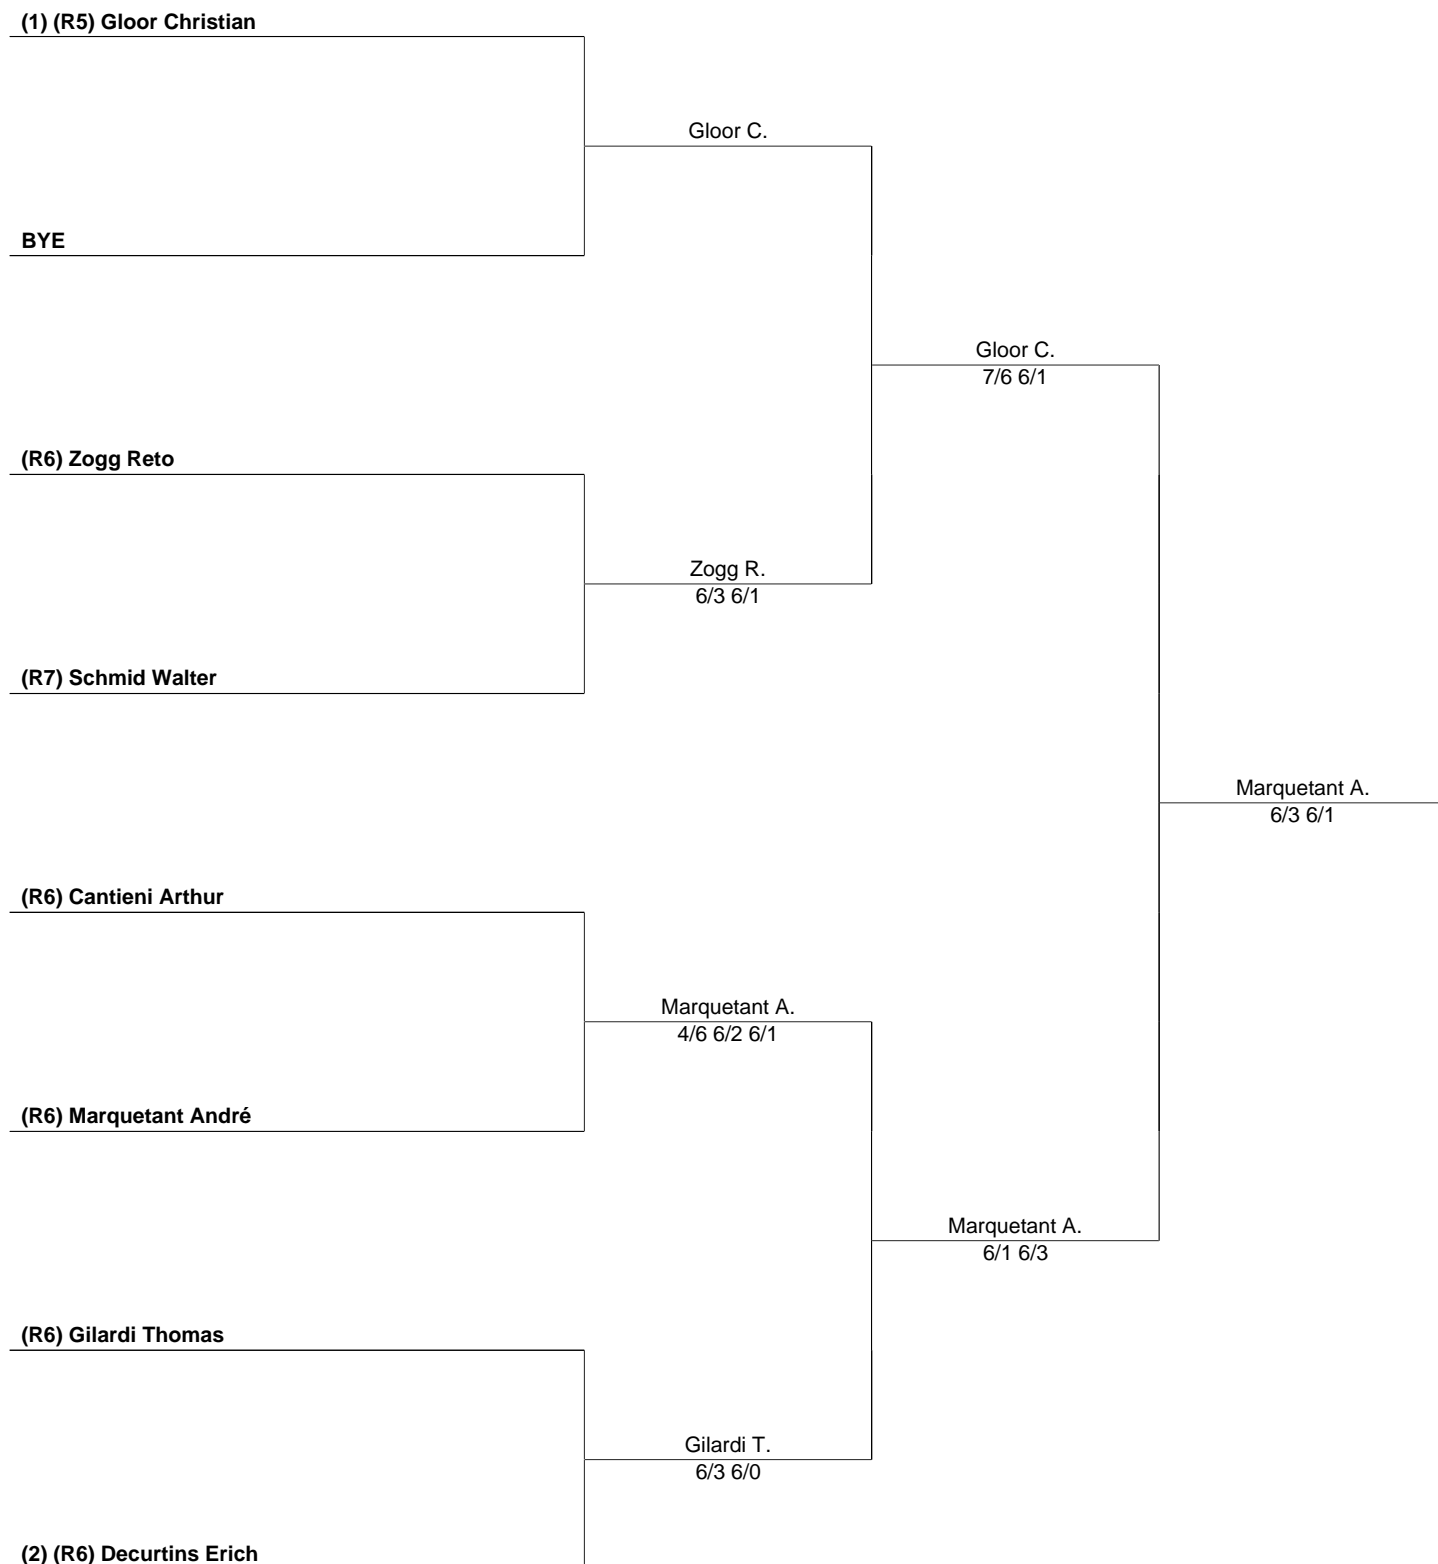 (1) (R5) Gloor Christian
Gloor C.
BYE
Gloor C.
7/6 6/1
(R6) Zogg Reto
Zogg R.
6/3 6/1
(R7) Schmid Walter
Marquetant A.
6/3 6/1
(R6) Cantieni Arthur
Marquetant A.
4/6 6/2 6/1
(R6) Marquetant André
Marquetant A.
6/1 6/3
(R6) Gilardi Thomas
Gilardi T.
6/3 6/0
(2) (R6) Decurtins Erich